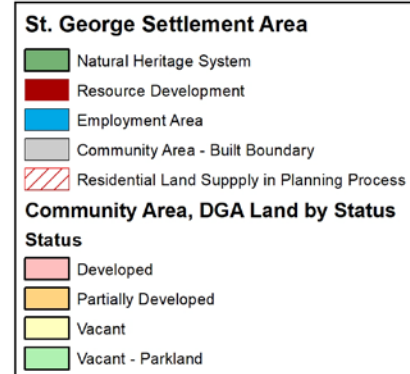 St. George Settlement Area
Natural Heritage System
Resource Development
Employment Area
Community Area - Built Boundary
Residential Land Suppply in Planning Process
Community Area, DGA Land by Status
Status
Developed
Partially Developed
Vacant
Vacant - Parkland